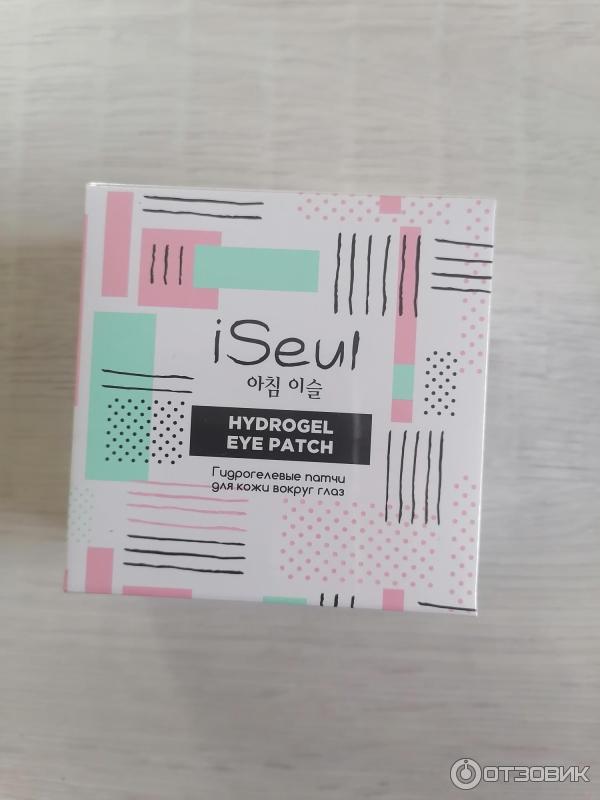 iSeul
아침 이슬
HYDROGEL
EYE PATCH
Гидрогелевые патчи
для кожи вокруг глаз
ОТЗОВИК